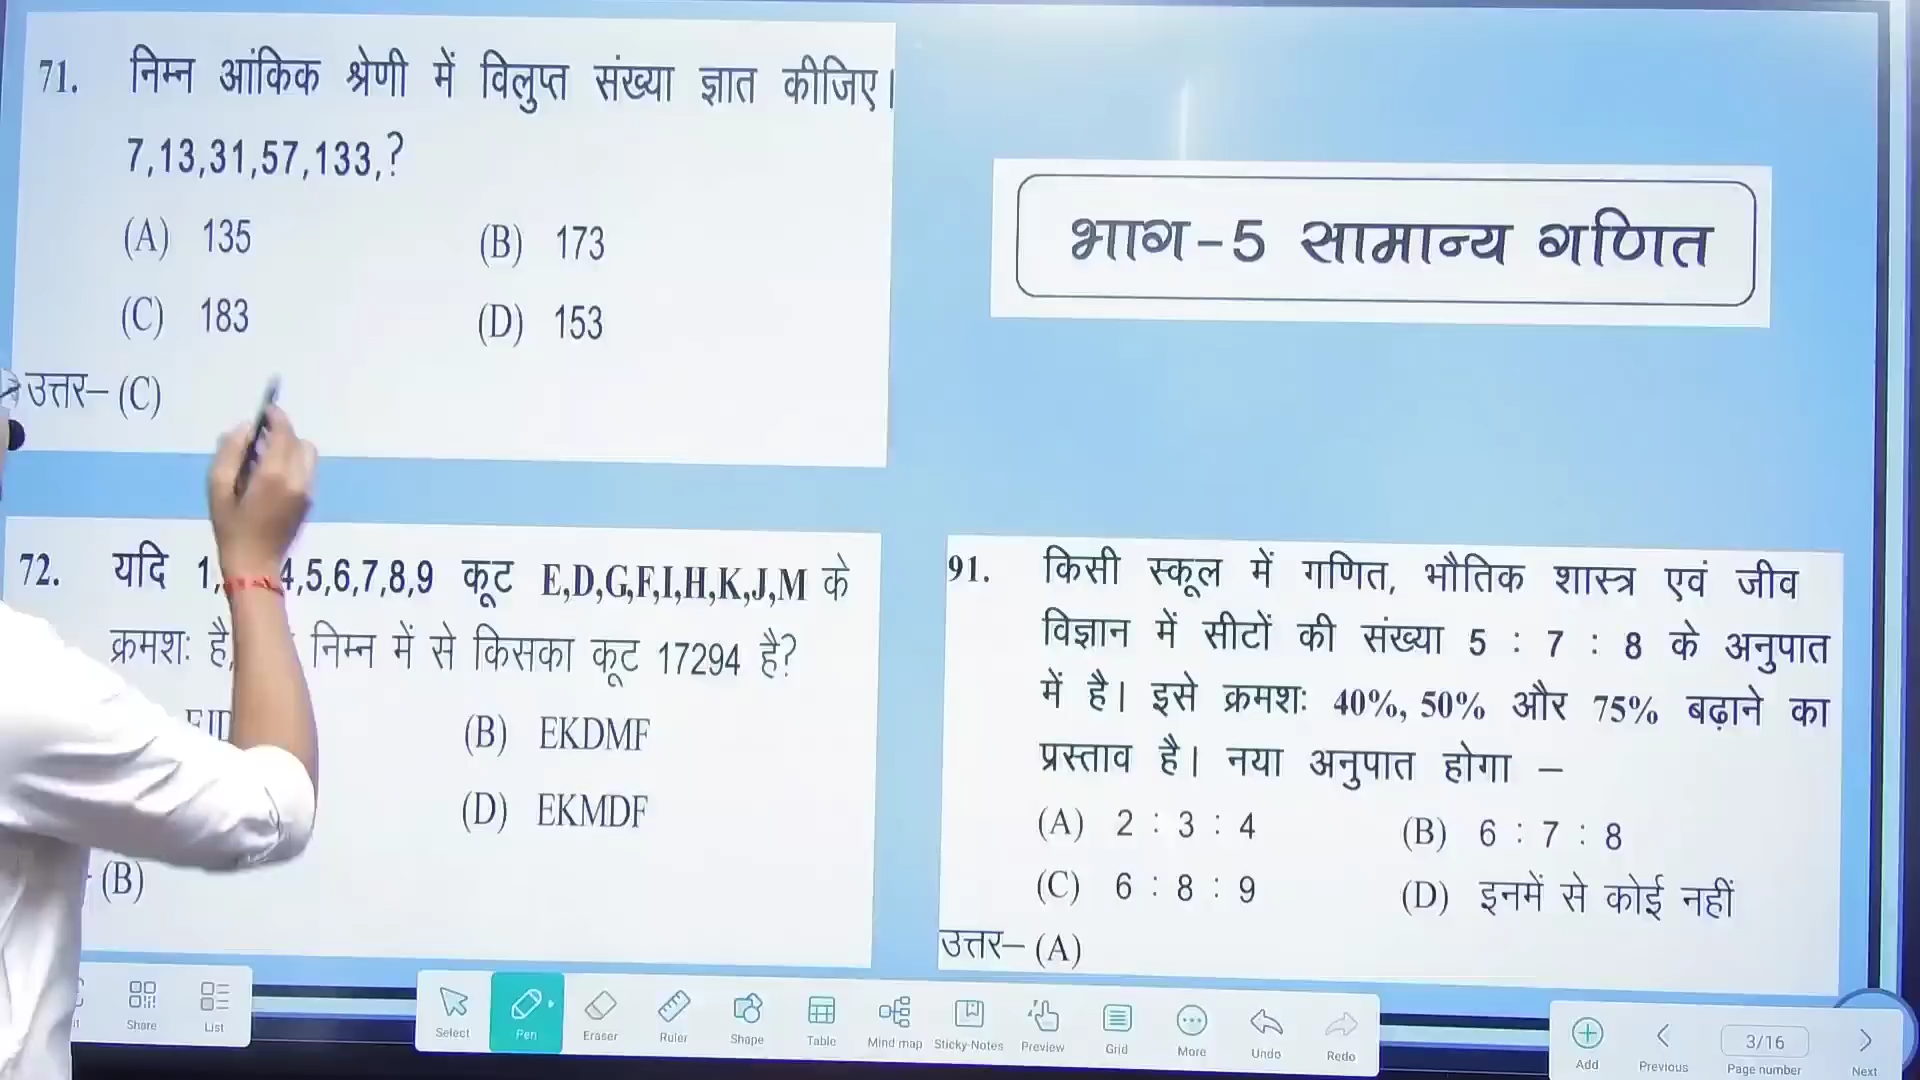 71. निम्न आंकिक श्रेणी में विलुप्त संख्या ज्ञात कीजिए।
7,13,31,57,133,?
(A) 135 (B) 173
(C) 183 (D) 153
उत्तर– (C)
72. यदि 1, 4,5,6,7,8,9 कूट E,D,G,F,I,H,K,J,M के
क्रमशः है, निम्न में से किसका कूट 17294 है?
(B) EKDMF
(D) EKMDF
(B)
भाग-5 सामान्य गणित
91. किसी स्कूल में गणित, भौतिक शास्त्र एवं जीव
विज्ञान में सीटों की संख्या 5 : 7 : 8 के अनुपात
में है। इसे क्रमशः 40%, 50% और 75% बढ़ाने का
प्रस्ताव है। नया अनुपात होगा –
(A) 2 : 3 : 4 (B) 6 : 7 : 8
(C) 6 : 8 : 9 (D) इनमें से कोई नहीं
उत्तर– (A)
Share List Select Pen Eraser Ruler Shape Table Mind map Sticky-Notes Preview Grid More Undo Redo Add Previous 3/16 Page number Next